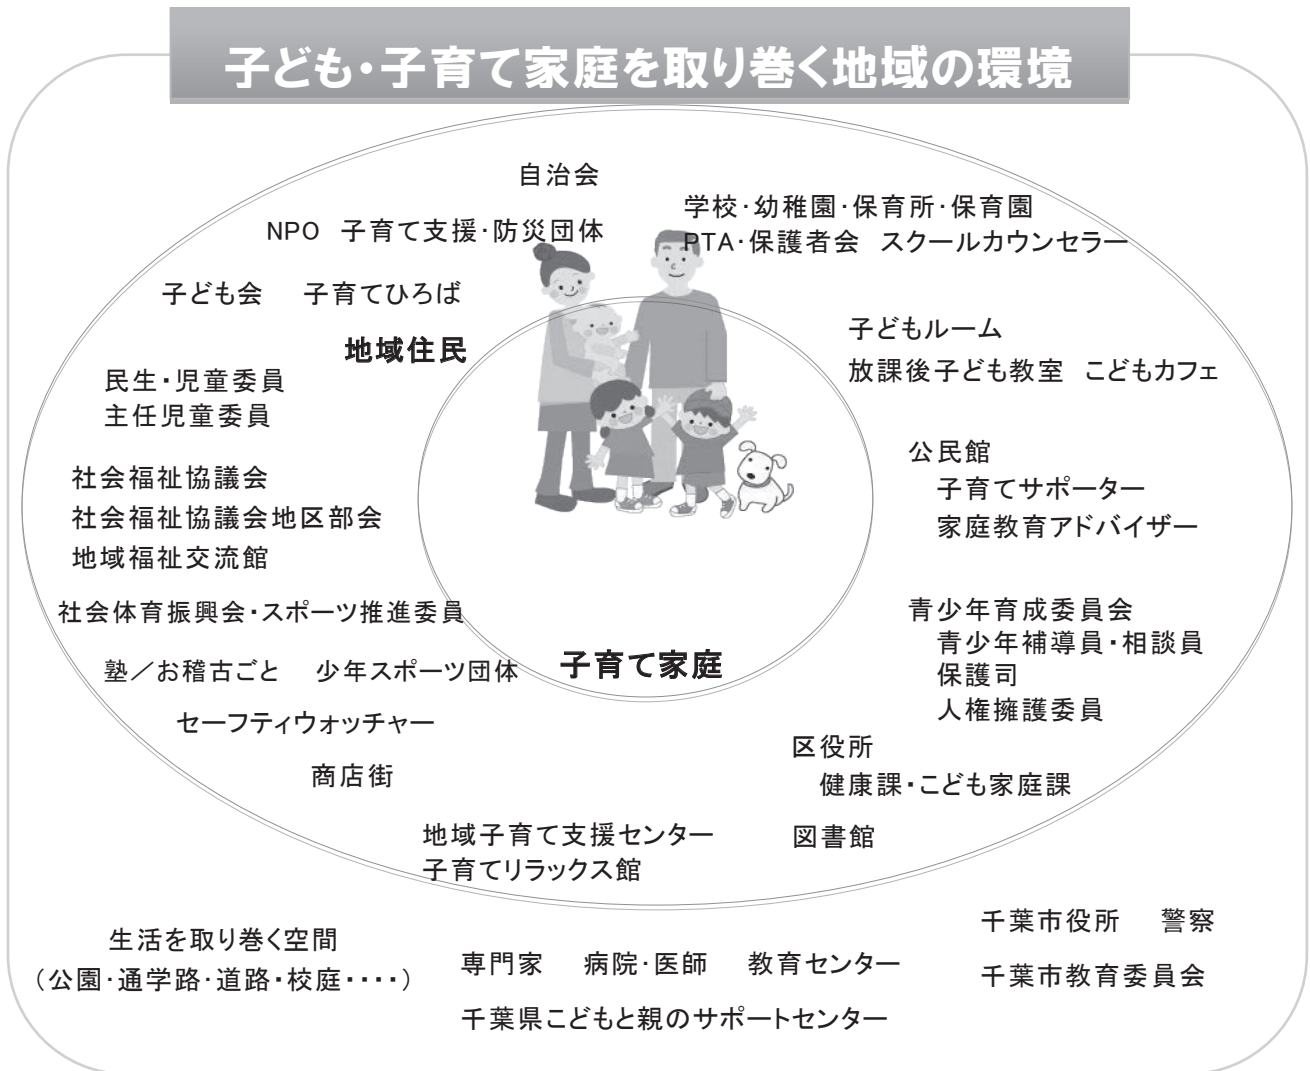 子ども・子育て家庭を取り巻く地域の環境
自治会
NPO 子育て支援・防災団体
学校・幼稚園・保育所・保育園
PTA・保護者会 スクールカウンセラー
子ども会 子育てひろば
地域住民
子どもルーム
放課後子ども教室 こどもカフェ
民生・児童委員
主任児童委員
公民館
子育てサポーター
家庭教育アドバイザー
社会福祉協議会
社会福祉協議会地区部会
地域福祉交流館
社会体育振興会・スポーツ推進委員
青少年育成委員会
青少年補導員・相談員
保護司
人権擁護委員
塾／お稽古ごと 少年スポーツ団体
子育て家庭
セーフティウォッチャー
商店街
区役所
健康課・こども家庭課
地域子育て支援センター
子育てリラックス館
図書館
生活を取り巻く空間
（公園・通学路・道路・校庭・・・・）
専門家 病院・医師 教育センター
千葉県こどもと親のサポートセンター
千葉市役所 警察
千葉市教育委員会